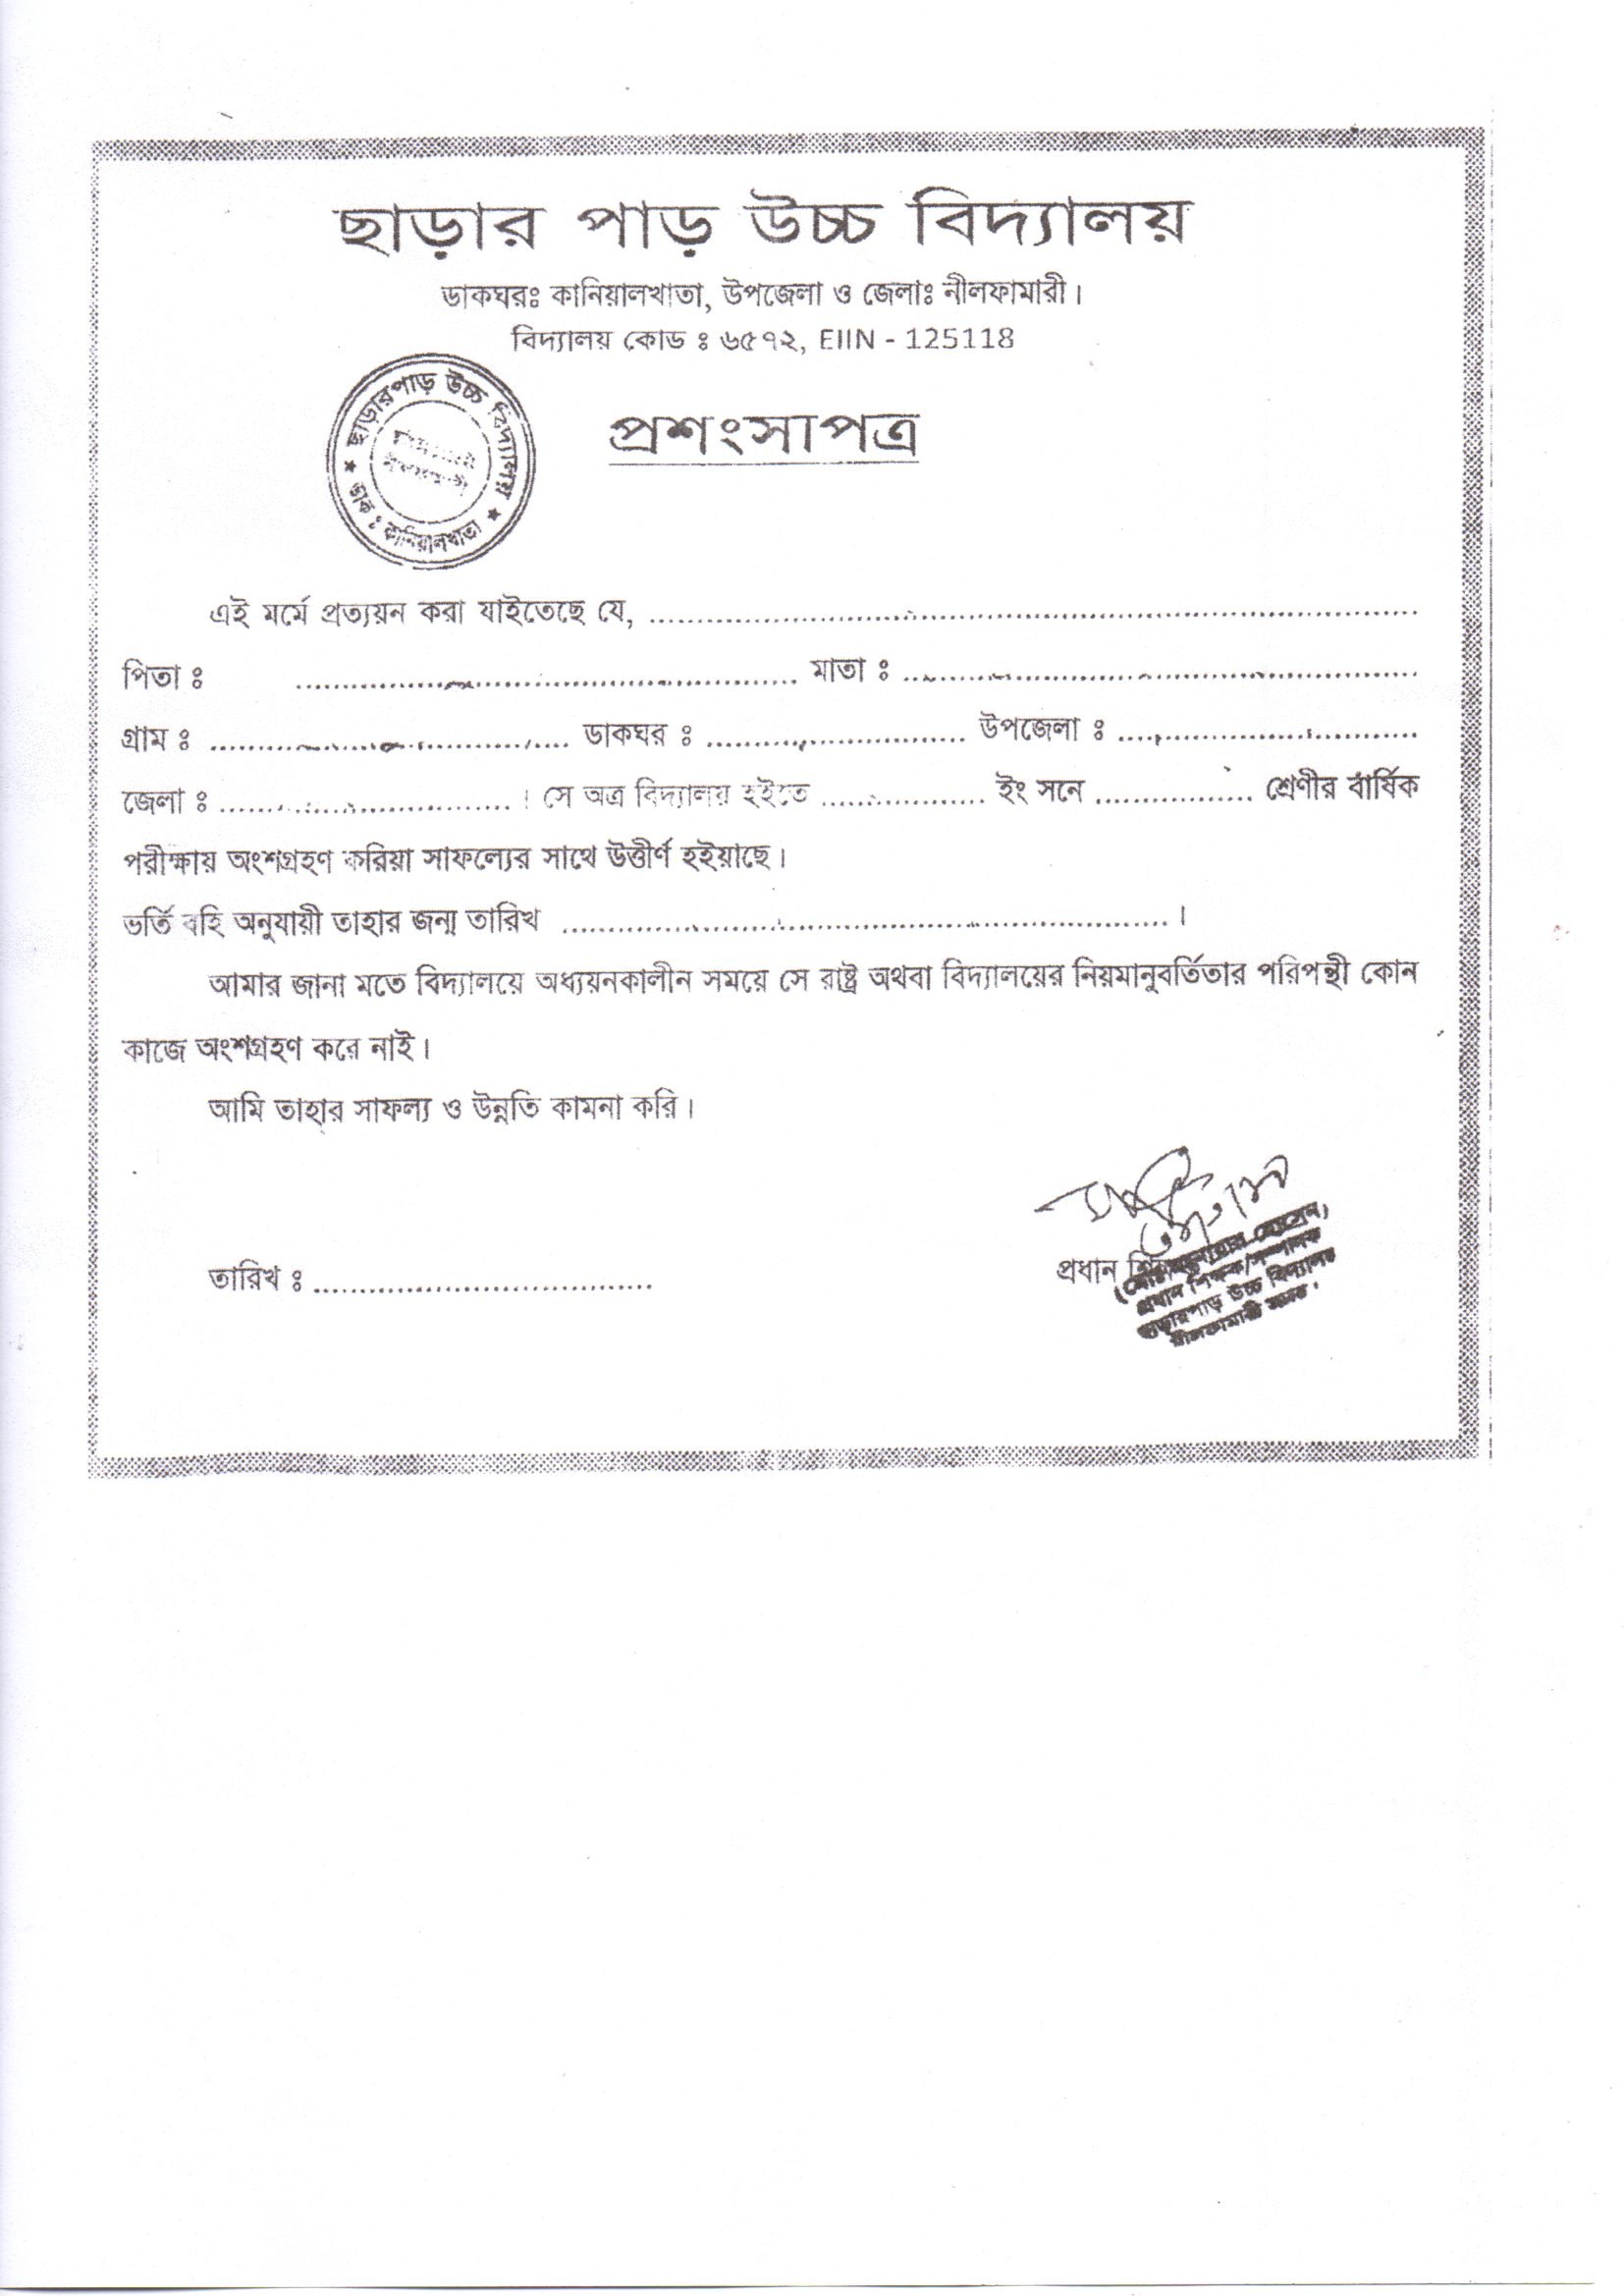 ছাড়ার পাড় উচ্চ বিদ্যালয়
ডাকঘরঃ কানিয়ালখাতা, উপজেলা ও জেলাঃ নীলফামারী।
বিদ্যালয় কোড ঃ ৬৫৭২, EIIN - 125118
ছাড়ারপাড় উচ্চ বিদ্যালয়
★ ডাক : কানিয়ালখাতা ★
প্রশংসাপত্র
এই মর্মে প্রত্যয়ন করা যাইতেছে যে, ....................
পিতা ঃ .................... মাতা ঃ ....................
গ্রাম ঃ .................... ডাকঘর ঃ .................... উপজেলা ঃ ....................
জেলা ঃ .................... । সে অত্র বিদ্যালয় হইতে .................... ইং সনে .................... শ্রেণীর বার্ষিক
পরীক্ষায় অংশগ্রহণ করিয়া সাফল্যের সাথে উত্তীর্ণ হইয়াছে।
ভর্তি বহি অনুযায়ী তাহার জন্ম তারিখ .................... ।
আমার জানা মতে বিদ্যালয়ে অধ্যয়নকালীন সময়ে সে রাষ্ট্র অথবা বিদ্যালয়ের নিয়মানুবর্তিতার পরিপন্থী কোন
কাজে অংশগ্রহণ করে নাই।
আমি তাহার সাফল্য ও উন্নতি কামনা করি।
তারিখ ঃ ....................
প্রধান
হোসেন)
প্রধান শিক্ষক/সম্পাদক
ছাড়ারপাড় উচ্চ বিদ্যালয়
নীলফামারী সদর।